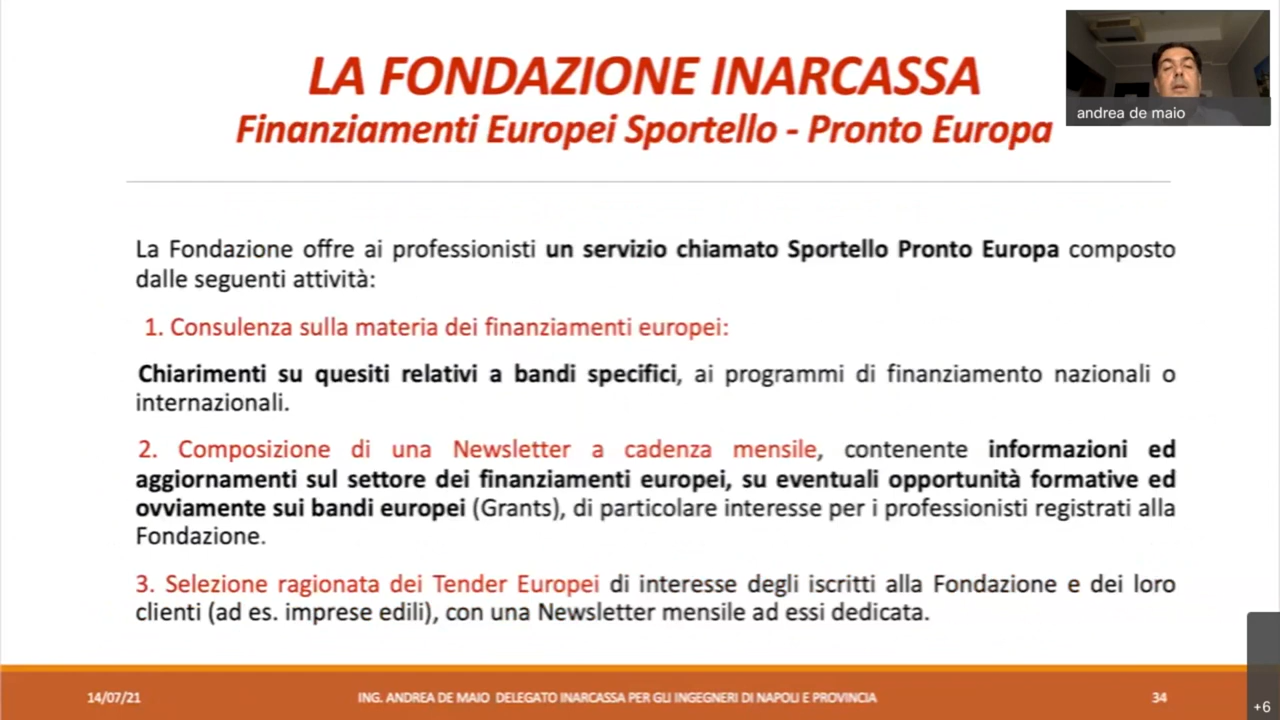 LA FONDAZIONE INARCASSA
Finanziamenti Europei Sportello - Pronto Europa
andrea de maio
La Fondazione offre ai professionisti un servizio chiamato Sportello Pronto Europa composto
dalle seguenti attività:
1. Consulenza sulla materia dei finanziamenti europei:
Chiarimenti su quesiti relativi a bandi specifici, ai programmi di finanziamento nazionali o
internazionali.
2. Composizione di una Newsletter a cadenza mensile, contenente informazioni ed
aggiornamenti sul settore dei finanziamenti europei, su eventuali opportunità formative ed
ovviamente sui bandi europei (Grants), di particolare interesse per i professionisti registrati alla
Fondazione.
3. Selezione ragionata dei Tender Europei di interesse degli iscritti alla Fondazione e dei loro
clienti (ad es. imprese edili), con una Newsletter mensile ad essi dedicata.
14/07/21
ING. ANDREA DE MAIO DELEGATO INARCASSA PER GLI INGEGNERI DI NAPOLI E PROVINCIA
34
+6